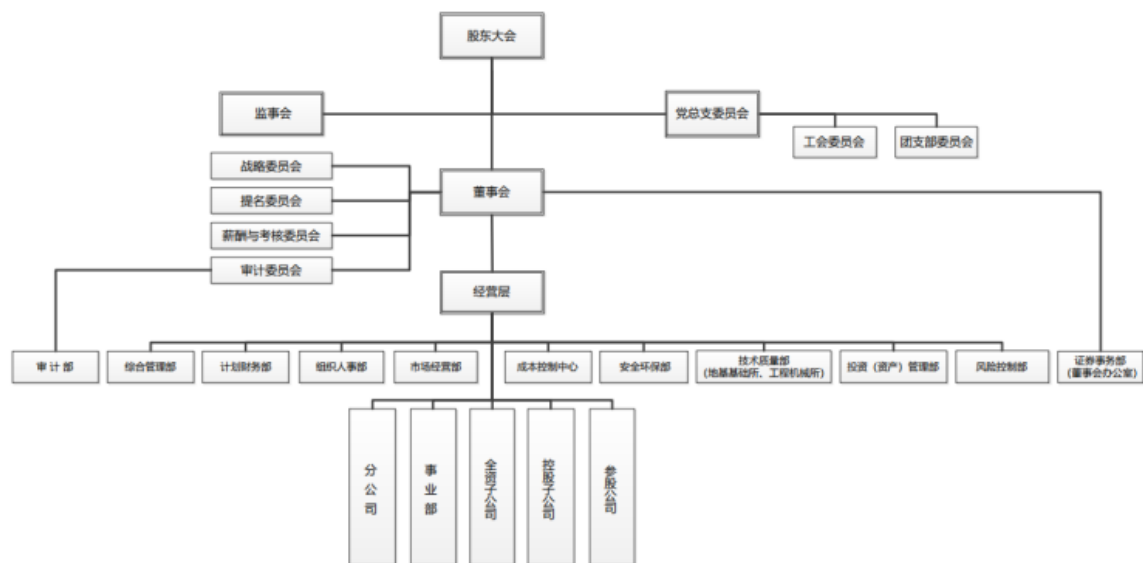 股东大会
监事会
党总支委员会
工会委员会
团支部委员会
战略委员会
提名委员会
薪酬与考核委员会
审计委员会
董事会
经营层
审 计 部
综合管理部
计划财务部
组织人事部
市场经营部
成本控制中心
安全环保部
技术质量部
(地基基础所、工程机械所)
投资（资产）管理部
风险控制部
证券事务部
(董事会办公室)
分公司
事业部
全资子公司
控股子公司
参股公司